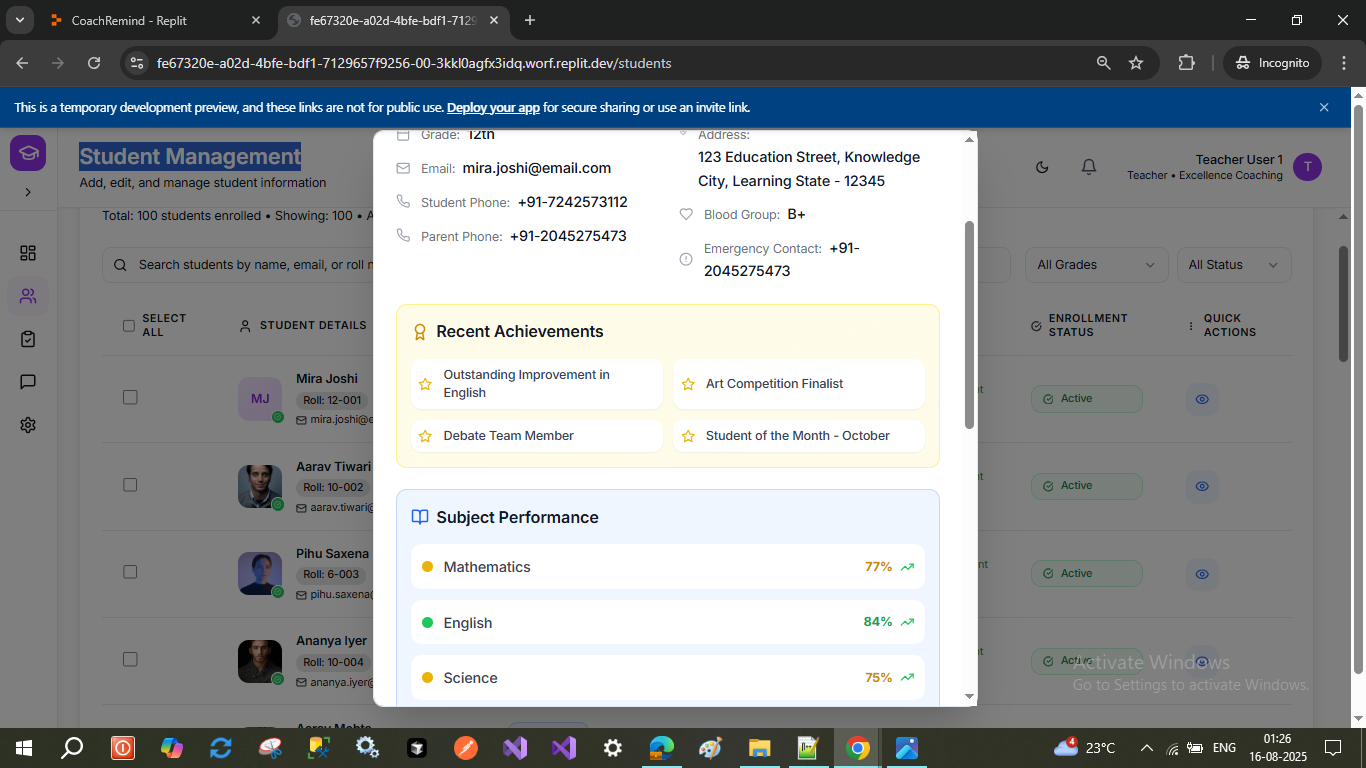 CoachRemind - Replit
fe67320e-a02d-4bfe-bdf1-7129
fe67320e-a02d-4bfe-bdf1-7129657f9256-00-3kkl0agfx3idq.worf.replit.dev/students
Incognito
This is a temporary development preview, and these links are not for public use. Deploy your app for secure sharing or use an invite link.
Student Management
Add, edit, and manage student information
Teacher User 1
Teacher • Excellence Coaching
T
Total: 100 students enrolled • Showing: 100 • A
Search students by name, email, or roll n
All Grades
All Status
SELECT
ALL
STUDENT DETAILS
ENROLLMENT
STATUS
QUICK
ACTIONS
MJ
Mira Joshi
Roll: 12-001
mira.joshi@e
Active
Aarav Tiwari
Roll: 10-002
aarav.tiwari@
Active
Pihu Saxena
Roll: 6-003
pihu.saxena@
Active
Ananya Iyer
Roll: 10-004
ananya.iyer@
Active
Grade: 12th
Email: mira.joshi@email.com
Student Phone: +91-7242573112
Parent Phone: +91-2045275473
Address:
123 Education Street, Knowledge
City, Learning State - 12345
Blood Group: B+
Emergency Contact: +91-
2045275473
Recent Achievements
Outstanding Improvement in
English
Art Competition Finalist
Debate Team Member
Student of the Month - October
Subject Performance
Mathematics 77%
English 84%
Science 75%
Activate Windows
Go to Settings to activate Windows.
4
23°C
ENG
01:26
16-08-2025